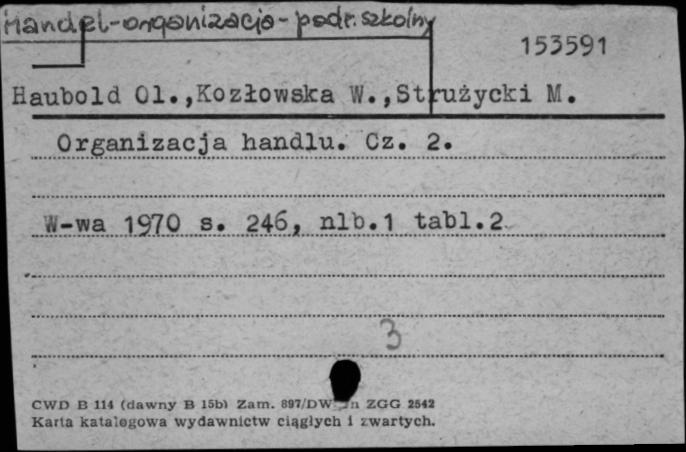 Handel-organizacja-podr.szkolny
153591
Haubold Ol.,Kozłowska W.,Strużycki M.
Organizacja handlu. Cz. 2.
W-wa 1970 s. 246, nlb.1 tabl.2
3
CWD B 114 (dawny B 15b) Zam. 897/DW ZGG 2542
Karta katalogowa wydawnictw ciągłych i zwartych.